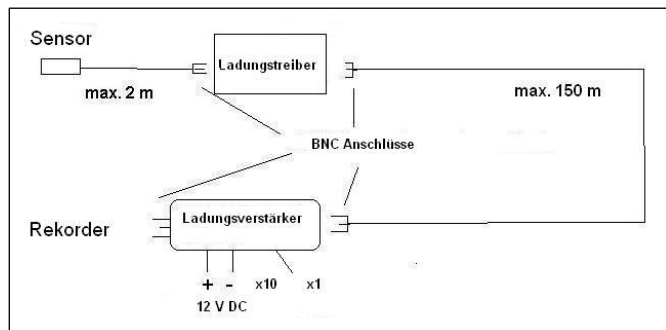 Sensor
Ladungstreiber
max. 2 m
max. 150 m
BNC Anschlüsse
Ladungsverstärker
Rekorder
+ - x10 x1
12 V DC